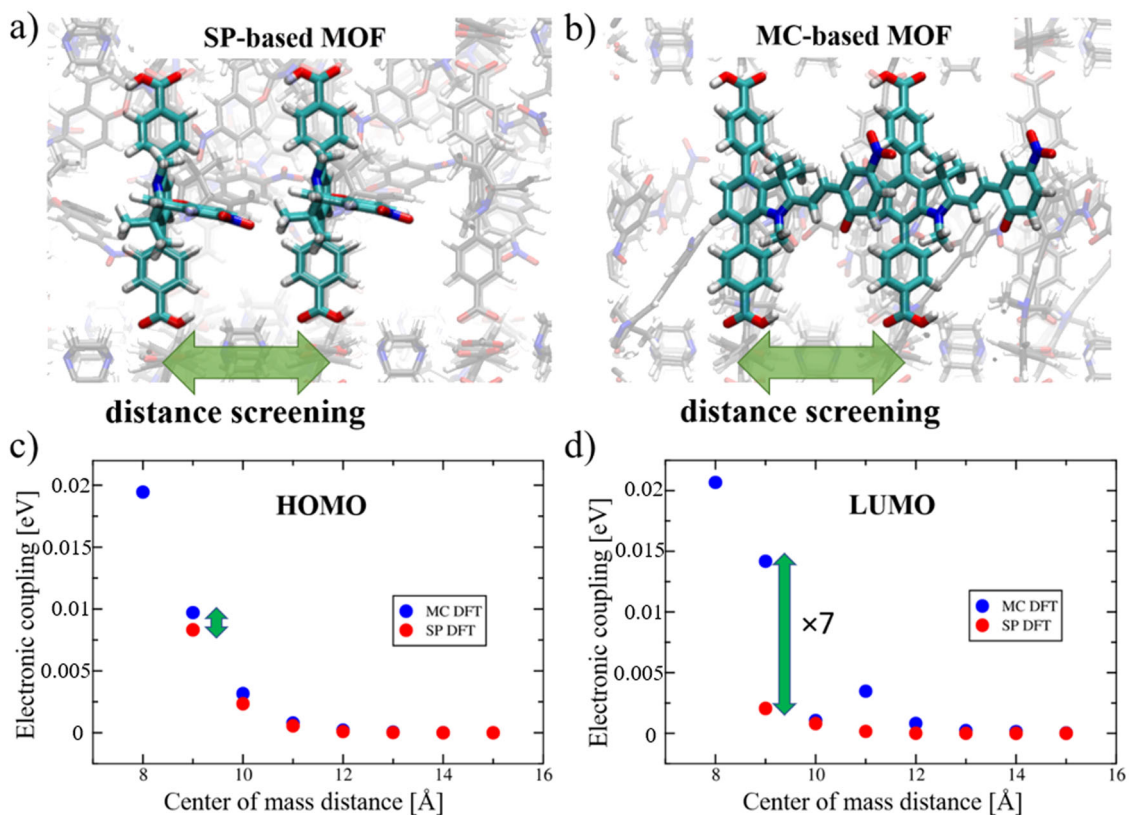 a)
SP-based MOF
distance screening
b)
MC-based MOF
distance screening
c)
HOMO
Electronic coupling [eV]
0.02
0.015
0.01
0.005
0
MC DFT
SP DFT
8
10
12
14
16
Center of mass distance [Å]
d)
LUMO
Electronic coupling [eV]
0.02
0.015
0.01
0.005
0
×7
MC DFT
SP DFT
8
10
12
14
16
Center of mass distance [Å]